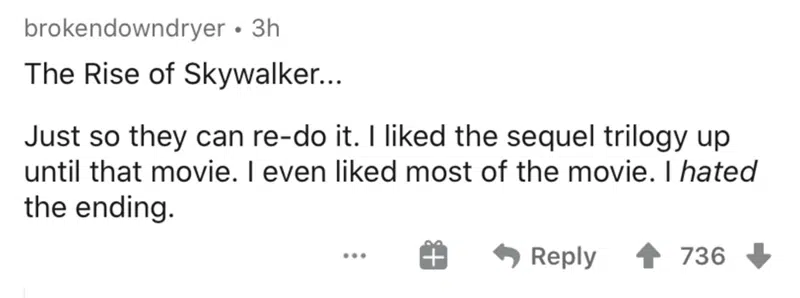 brokendowndryer • 3h
The Rise of Skywalker...
Just so they can re-do it. I liked the sequel trilogy up
until that movie. I even liked most of the movie. I hated
the ending.
... Reply 736